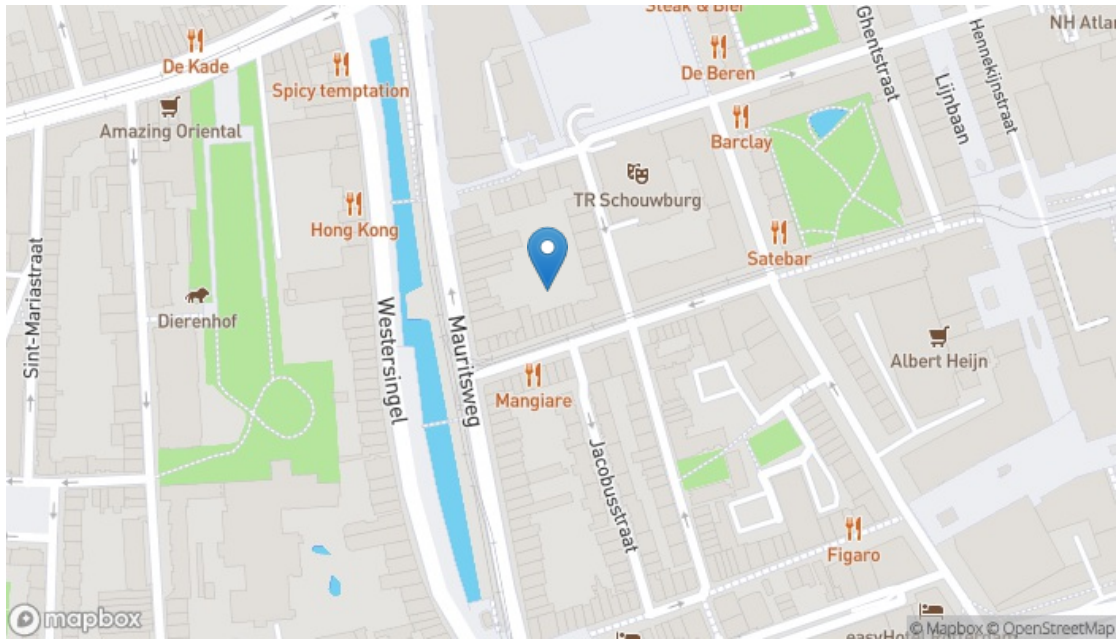 Steak & Bier
NH Atlan
De Kade
De Beren
Ghentstraat
Hennekijnstraat
Spicy temptation
Lijnbaan
Amazing Oriental
Barclay
TR Schouwburg
Hong Kong
Satebar
Sint-Mariastraat
Dierenhof
Westersingel
Mauritsweg
Albert Heijn
Mangiare
Jacobusstraat
Figaro
mapbox
© Mapbox © OpenStreetMap